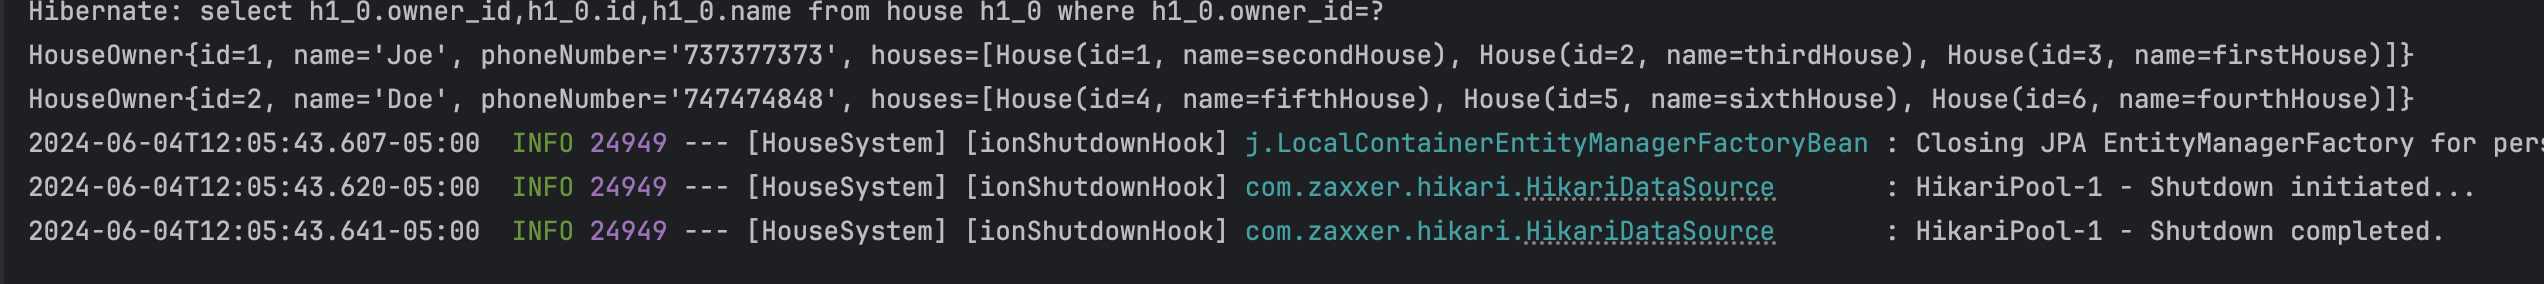 Hibernate: select h1_0.owner_id,h1_0.id,h1_0.name from house h1_0 where h1_0.owner_id=?
HouseOwner{id=1, name='Joe', phoneNumber='737377373', houses=[House(id=1, name=secondHouse), House(id=2, name=thirdHouse), House(id=3, name=firstHouse)]}
HouseOwner{id=2, name='Doe', phoneNumber='747474848', houses=[House(id=4, name=fifthHouse), House(id=5, name=sixthHouse), House(id=6, name=fourthHouse)]}
2024-06-04T12:05:43.607-05:00  INFO 24949 --- [HouseSystem] [ionShutdownHook] j.LocalContainerEntityManagerFactoryBean : Closing JPA EntityManagerFactory for pers
2024-06-04T12:05:43.620-05:00  INFO 24949 --- [HouseSystem] [ionShutdownHook] com.zaxxer.hikari.HikariDataSource       : HikariPool-1 - Shutdown initiated...
2024-06-04T12:05:43.641-05:00  INFO 24949 --- [HouseSystem] [ionShutdownHook] com.zaxxer.hikari.HikariDataSource       : HikariPool-1 - Shutdown completed.